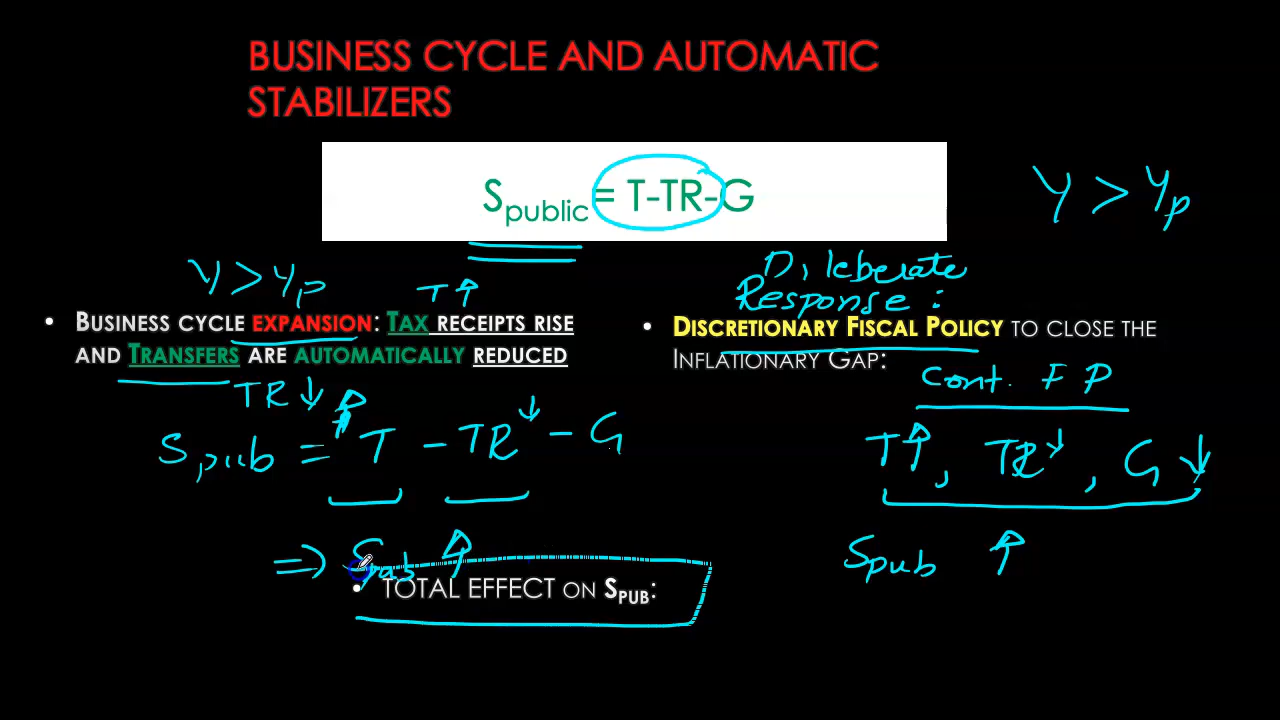 BUSINESS CYCLE AND AUTOMATIC
STABILIZERS
Spublic = T-TR-G
Y > Yp
Y > Yp
T↑
• BUSINESS CYCLE EXPANSION: TAX RECEIPTS RISE
AND TRANSFERS ARE AUTOMATICALLY REDUCED
TR↓
Spub = ↑T - TR↓ - G
=> Spub ↑
• TOTAL EFFECT ON SPUB:
Dileberate
Response:
• DISCRETIONARY FISCAL POLICY TO CLOSE THE
INFLATIONARY GAP:
Cont. F P
T↑, TR↓, G↓
Spub ↑